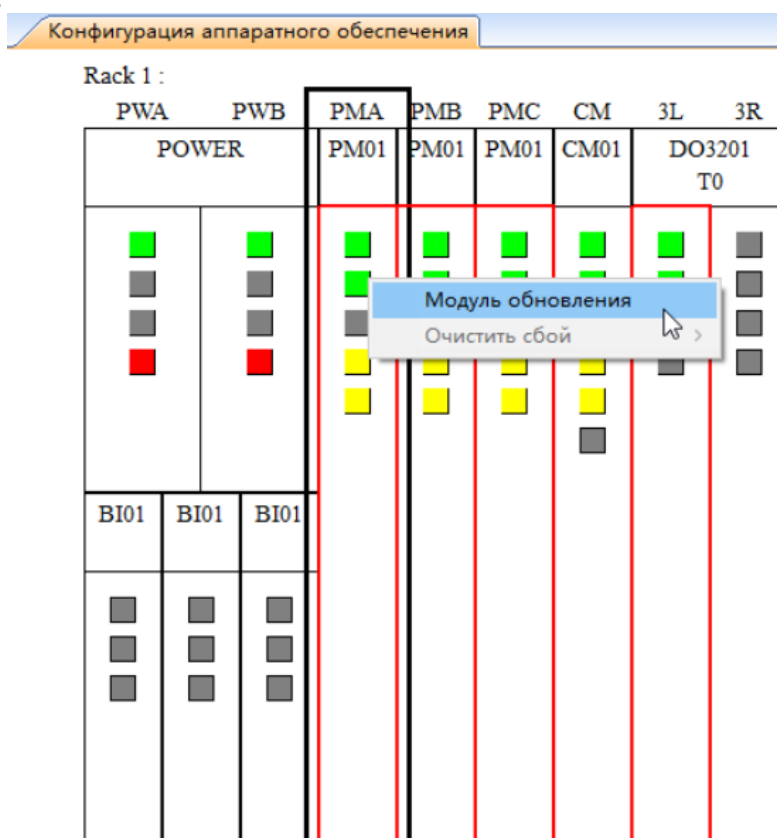 Конфигурация аппаратного обеспечения
Rack 1 :
PWA PWB PMA PMB PMC CM 3L 3R
POWER PM01 PM01 PM01 CM01 DO3201
T0
Модуль обновления
Очистить сбой
BI01 BI01 BI01